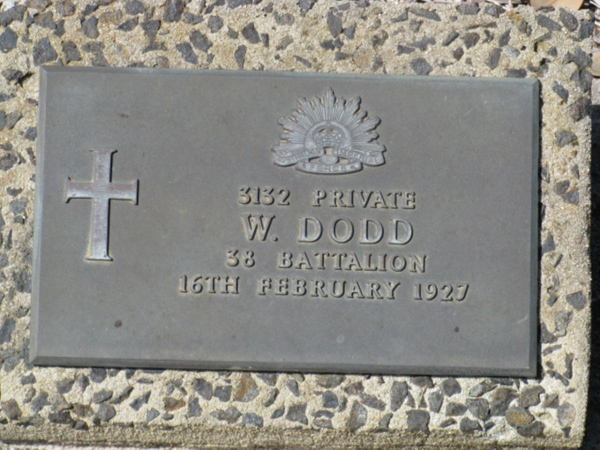 3132 PRIVATE
W. DODD
38 BATTALION
16TH FEBRUARY 1927